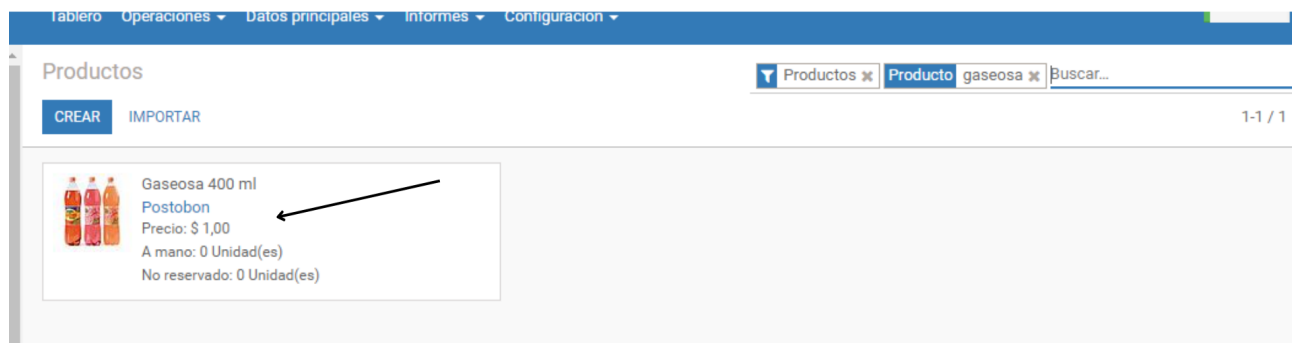 Tablero Operaciones Datos principales Informes Configuración
Productos
Productos Producto gaseosa Buscar...
CREAR IMPORTAR
1-1 / 1
Gaseosa 400 ml
Postobon
Precio: $ 1,00
A mano: 0 Unidad(es)
No reservado: 0 Unidad(es)